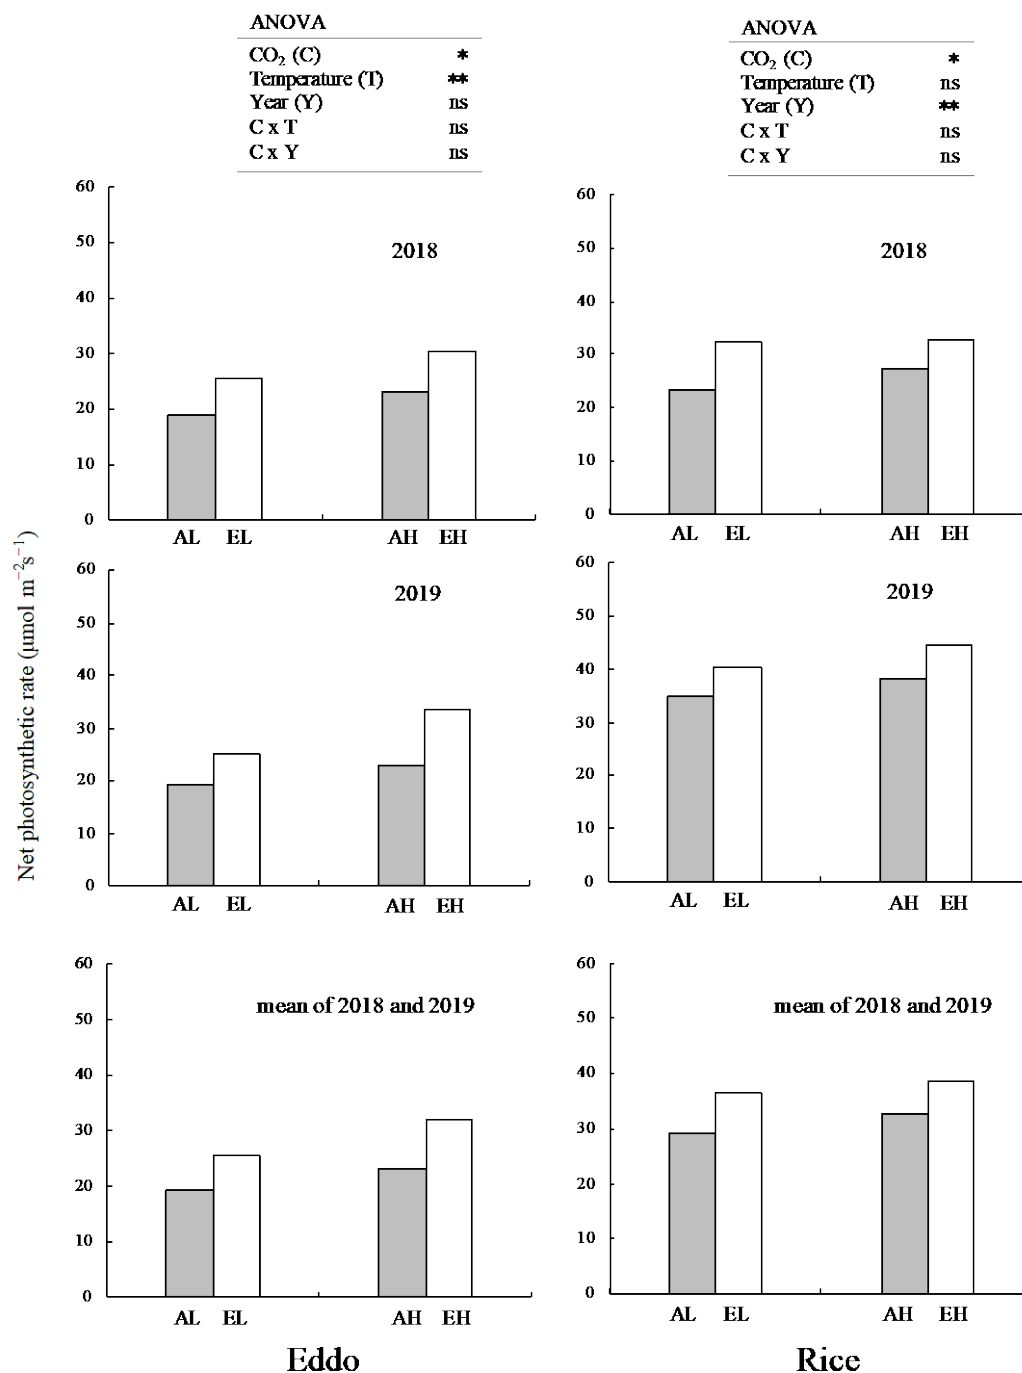 ANOVA
CO₂ (C) *
Temperature (T) **
Year (Y) ns
C x T ns
C x Y ns
ANOVA
CO₂ (C) *
Temperature (T) ns
Year (Y) **
C x T ns
C x Y ns
Net photosynthetic rate (μmol m⁻²s⁻¹)
60
50
40
30
20
10
0
2018
AL EL AH EH
60
50
40
30
20
10
0
2018
AL EL AH EH
60
50
40
30
20
10
0
2019
AL EL AH EH
60
50
40
30
20
10
0
2019
AL EL AH EH
60
50
40
30
20
10
0
mean of 2018 and 2019
AL EL AH EH
Eddo
60
50
40
30
20
10
0
mean of 2018 and 2019
AL EL AH EH
Rice